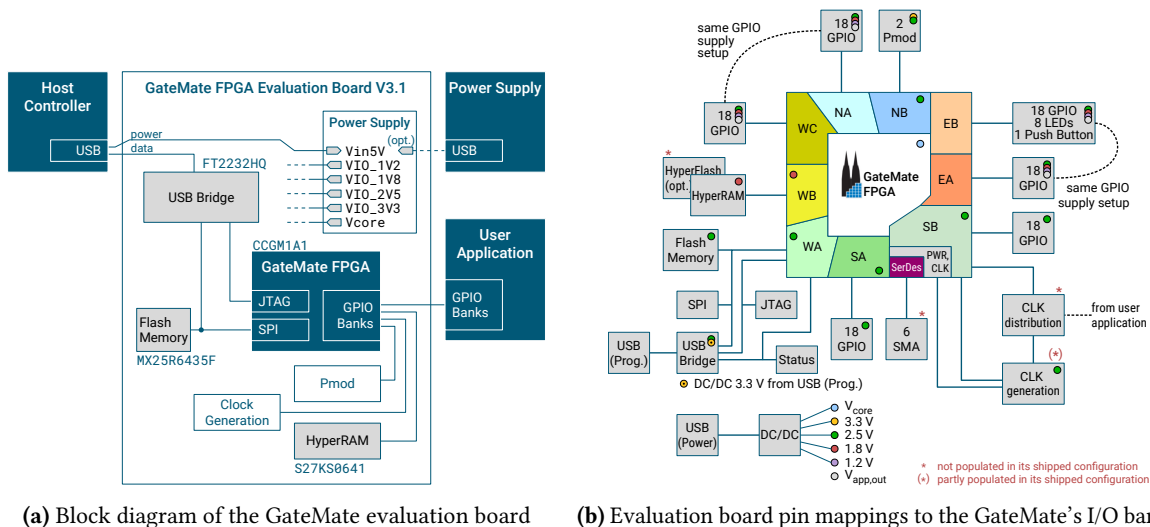 Host
Controller
USB
power
data
GateMate FPGA Evaluation Board V3.1
Power Supply
(opt.)
Vin5V
VIO_1V2
VIO_1V8
VIO_2V5
VIO_3V3
Vcore
Power Supply
USB
FT2232HQ
USB Bridge
CCGM1A1
GateMate FPGA
JTAG
SPI
GPIO
Banks
User
Application
GPIO
Banks
Flash
Memory
MX25R6435F
Pmod
Clock
Generation
HyperRAM
S27KS0641
(a) Block diagram of the GateMate evaluation board
same GPIO
supply
setup
18
GPIO
2
Pmod
18
GPIO
WC
NA
NB
EB
18 GPIO
8 LEDs
1 Push Button
*
HyperFlash
(opt.)
HyperRAM
WB
GateMate
FPGA
EA
18
GPIO
same GPIO
supply setup
Flash
Memory
WA
SA
SB
SerDes
PWR,
CLK
18
GPIO
SPI
JTAG
USB
(Prog.)
USB
Bridge
Status
18
GPIO
*
6
SMA
*
CLK
distribution
from user
application
(*)
CLK
generation
DC/DC 3.3 V from USB (Prog.)
USB
(Power)
DC/DC
Vcore
3.3 V
2.5 V
1.8 V
1.2 V
Vapp,out
* not populated in its shipped configuration
(*) partly populated in its shipped configuration
(b) Evaluation board pin mappings to the GateMate's I/O ban